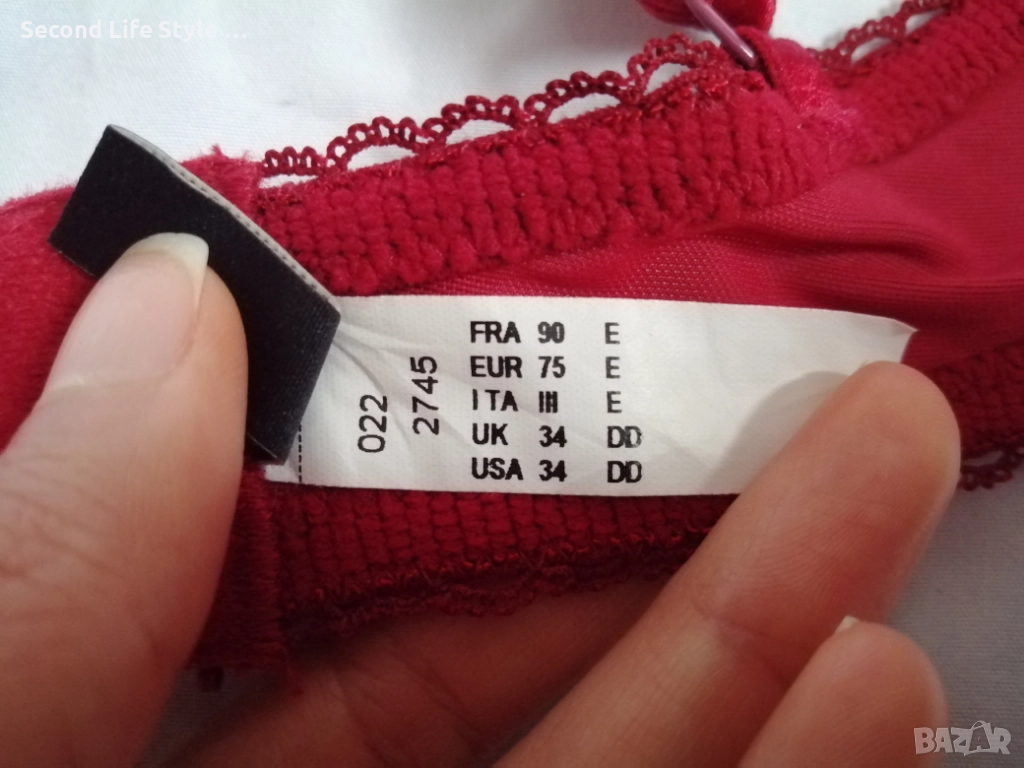 Second Life Style ...
022
2745
FRA 90 E
EUR 75 E
ITA III E
UK 34 DD
USA 34 DD
BAZAR